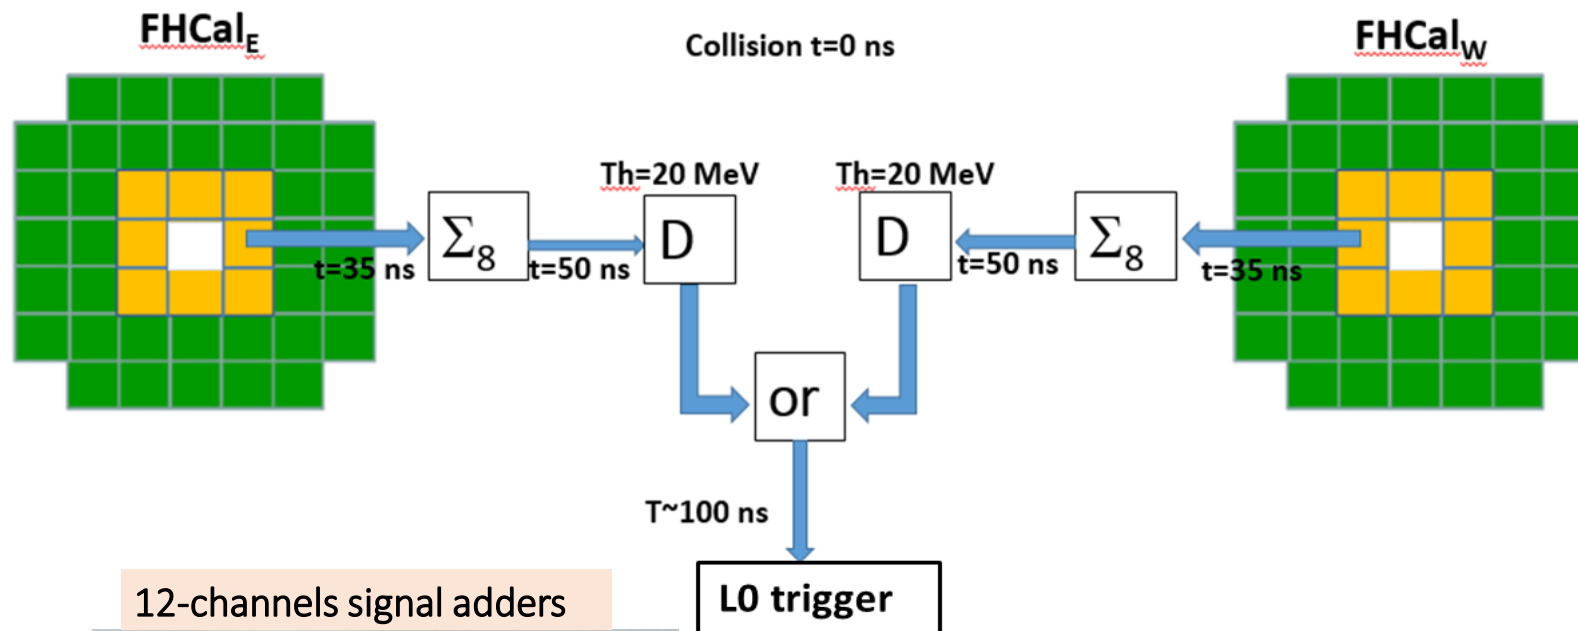 FHCalE
Collision t=0 ns
FHCalW
Th=20 MeV
Th=20 MeV
Σ8
D
D
Σ8
t=35 ns
t=50 ns
t=50 ns
t=35 ns
or
T~100 ns
12-channels signal adders
L0 trigger